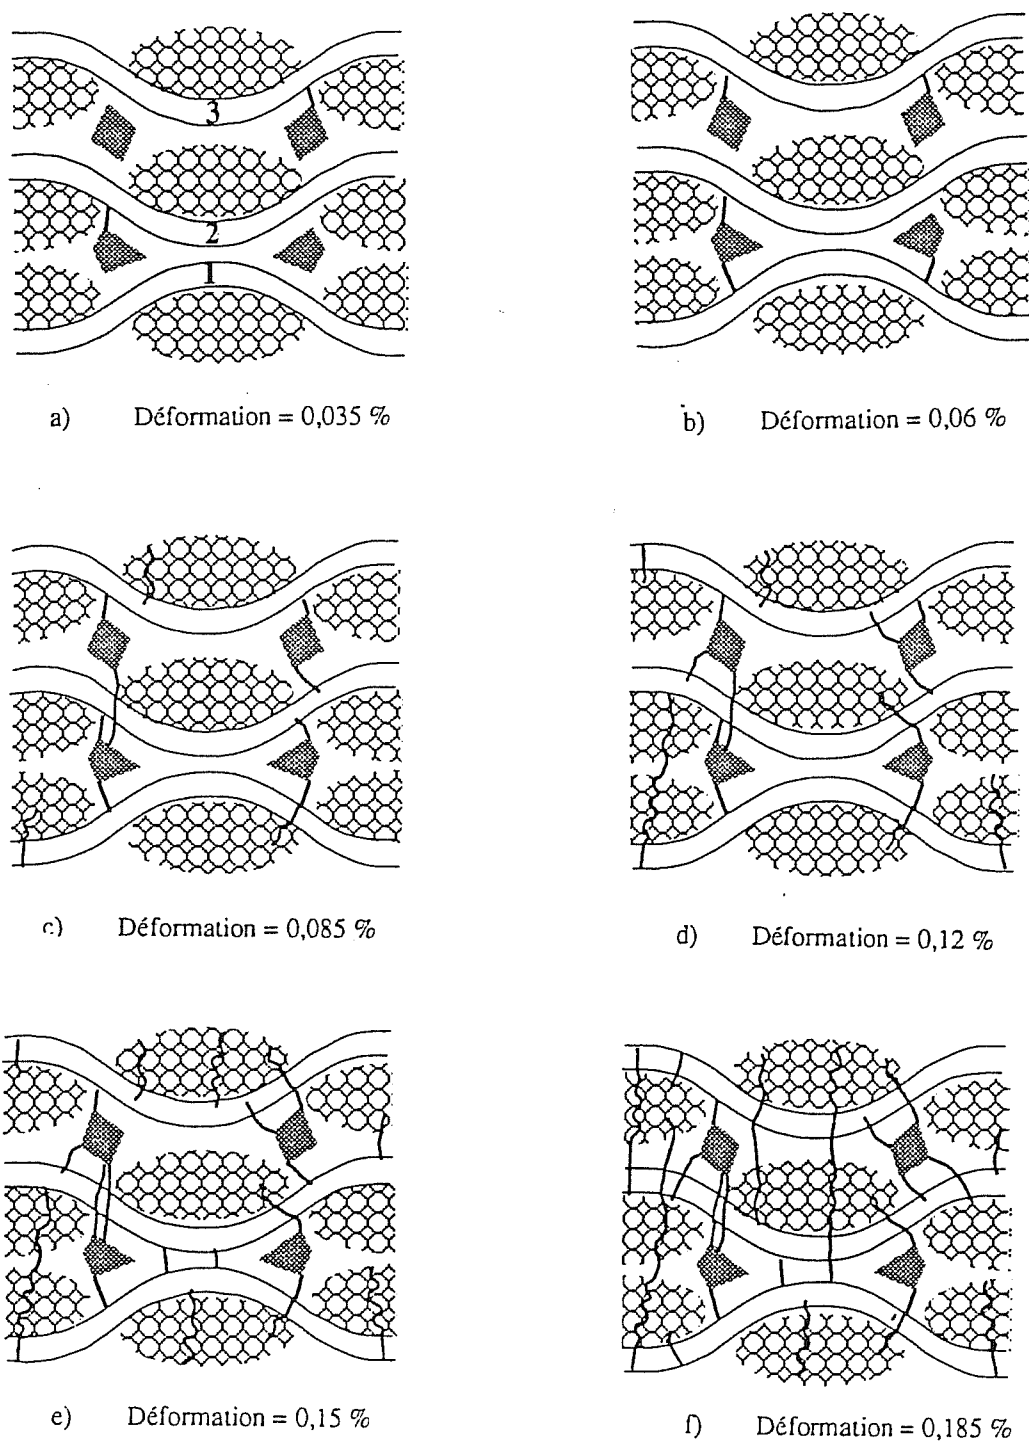 3
2
1
a) Déformation = 0,035 %
b) Déformation = 0,06 %
c) Déformation = 0,085 %
d) Déformation = 0,12 %
e) Déformation = 0,15 %
f) Déformation = 0,185 %